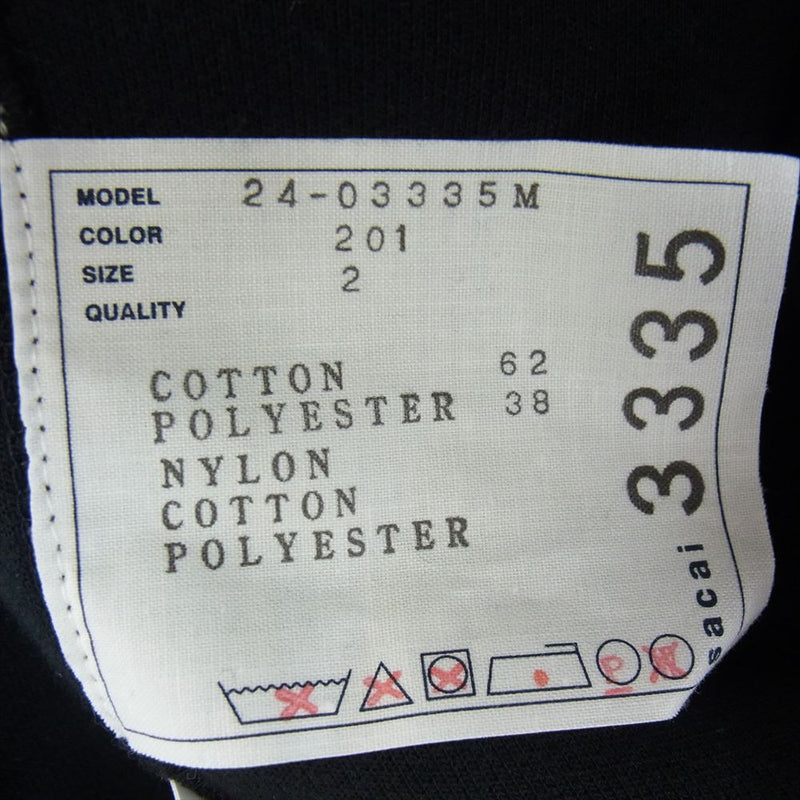 MODEL 24-03335M
COLOR 201
SIZE 2
QUALITY
COTTON 62
POLYESTER 38
NYLON
COTTON
POLYESTER
sacai 3335
P